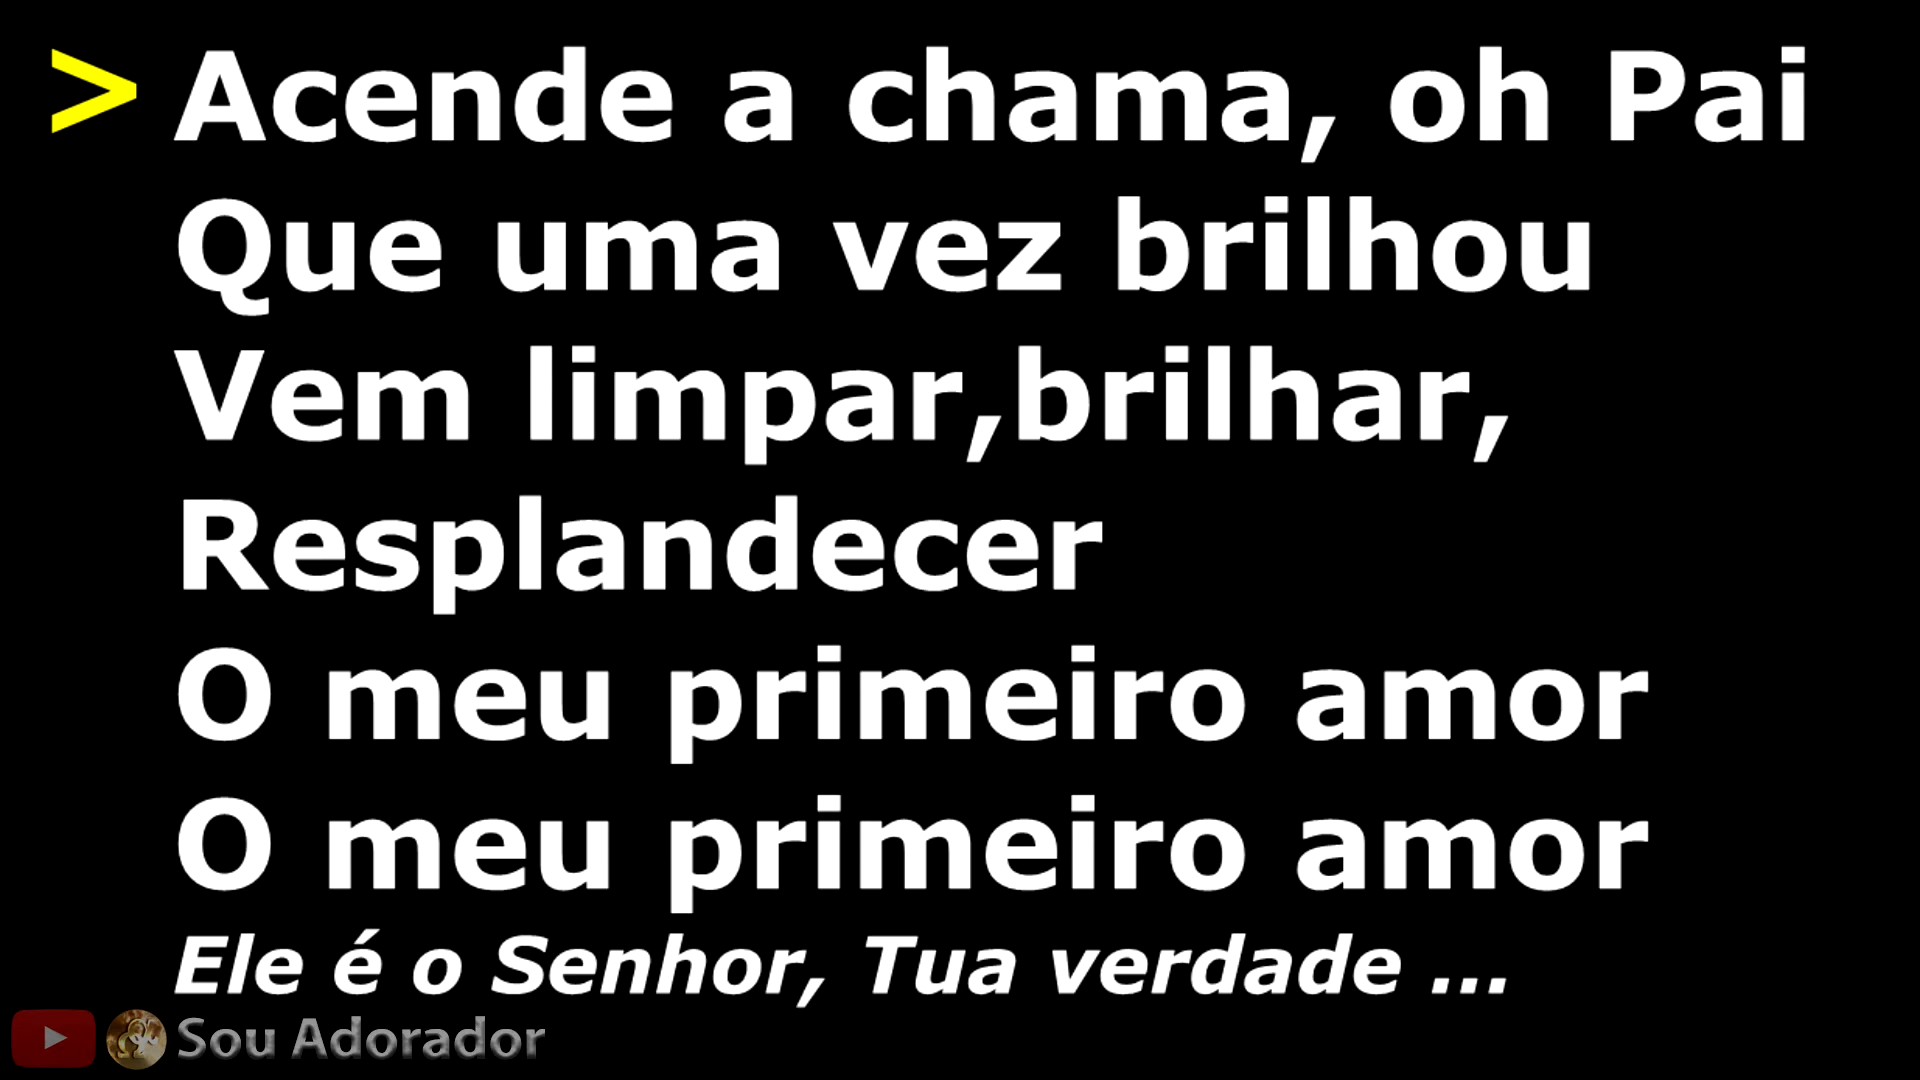 > Acende a chama, oh Pai
Que uma vez brilhou
Vem limpar,brilhar,
Resplandecer
O meu primeiro amor
O meu primeiro amor
Ele é o Senhor, Tua verdade ...
Sou Adorador